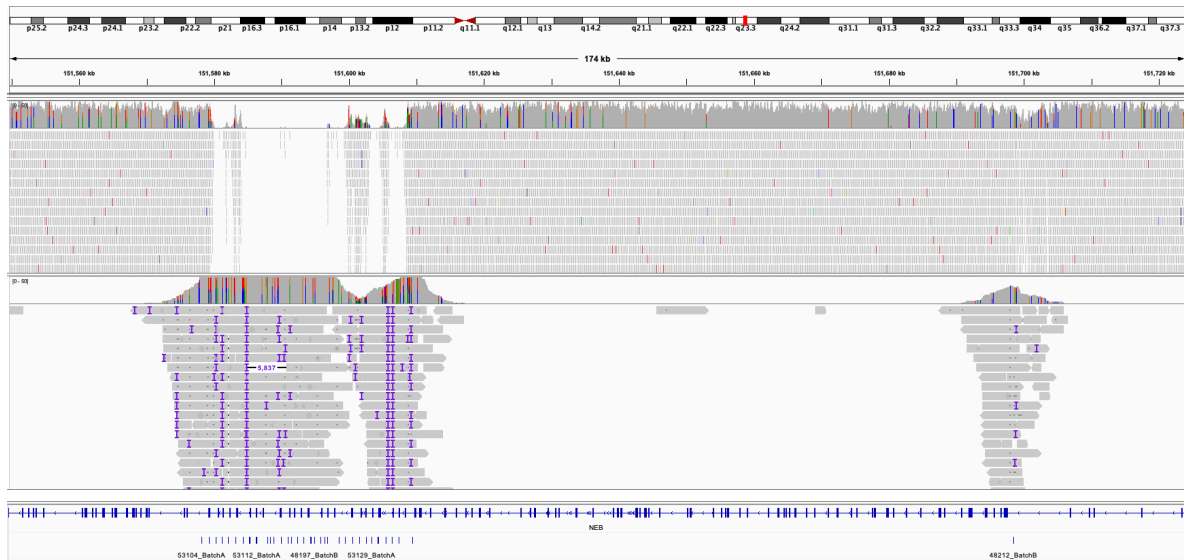 p25.2 p24.3 p24.1 p23.2 p22.2 p21 p16.3 p16.1 p14 p13.2 p12 p11.2 q11.1 q12.1 q13 q14.2 q21.1 q22.1 q22.3 q23.3 q24.2 q31.1 q31.3 q32.2 q33.1 q33.3 q34 q35 q36.2 q37.1 q37.3
174 kb
151,560 kb 151,580 kb 151,600 kb 151,620 kb 151,640 kb 151,660 kb 151,680 kb 151,700 kb 151,720 kb
[0 - 50]
[0 - 50]
5,837
NEB
53104_BatchA 53112_BatchA 48197_BatchB 53129_BatchA 48212_BatchB